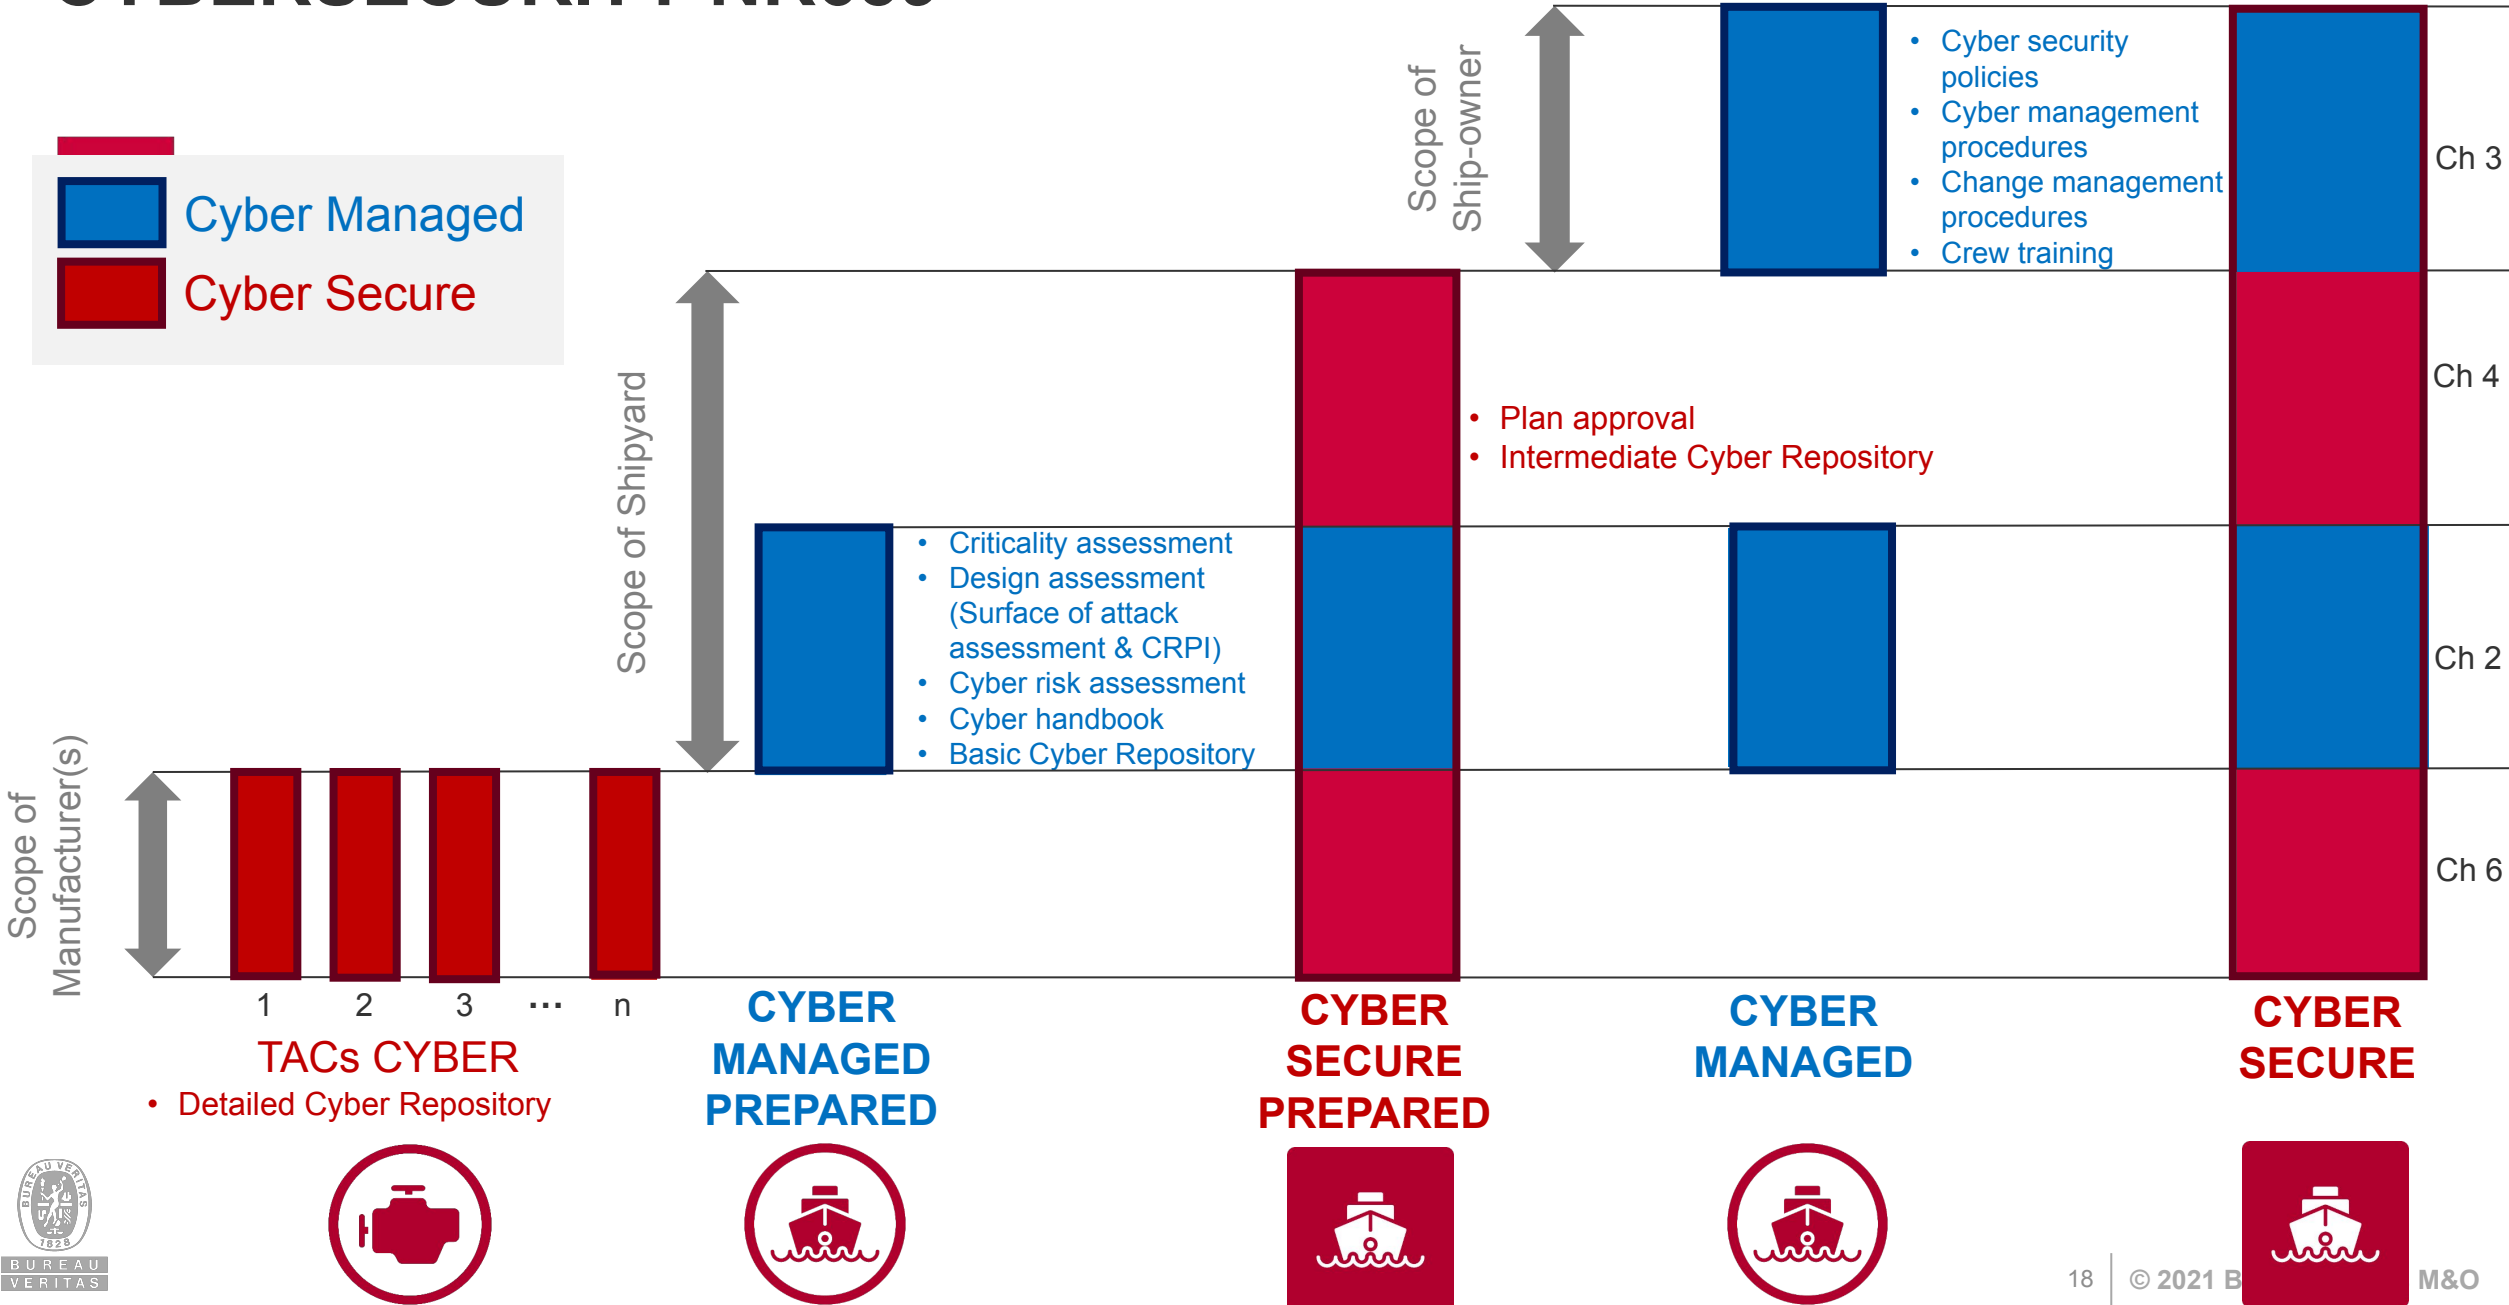 Cyber Managed
Cyber Secure
Scope of
Ship-owner
• Cyber security
policies
• Cyber management
procedures
• Change management
procedures
• Crew training
Ch 3
Scope of Shipyard
• Plan approval
• Intermediate Cyber Repository
Ch 4
• Criticality assessment
• Design assessment
(Surface of attack
assessment & CRPI)
• Cyber risk assessment
• Cyber handbook
• Basic Cyber Repository
Ch 2
Scope of
Manufacturer(s)
Ch 6
1 2 3 ... n
TACs CYBER
• Detailed Cyber Repository
CYBER
MANAGED
PREPARED
CYBER
SECURE
PREPARED
CYBER
MANAGED
CYBER
SECURE
BUREAU VERITAS
1828
BUREAU
VERITAS
18
© 2021 B
M&O